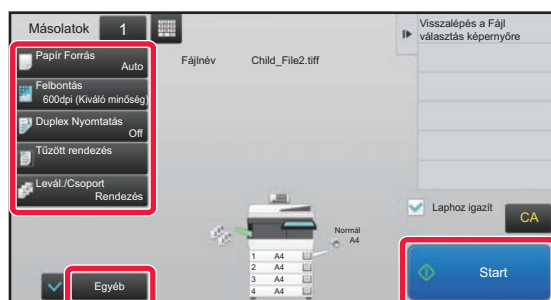 Másolatok 1
Papír Forrás
Auto
Felbontás
600dpi (Kiváló minőség)
Duplex Nyomtatás
Off
Tűzött rendezés
Levál./Csoport
Rendezés
Egyéb
Fájlnév Child_File2.tiff
Normál
A4
1 A4
2 A4
3 A4
4 A4
Visszalépés a Fájl
választás képernyőre
Laphoz igazít
CA
Start